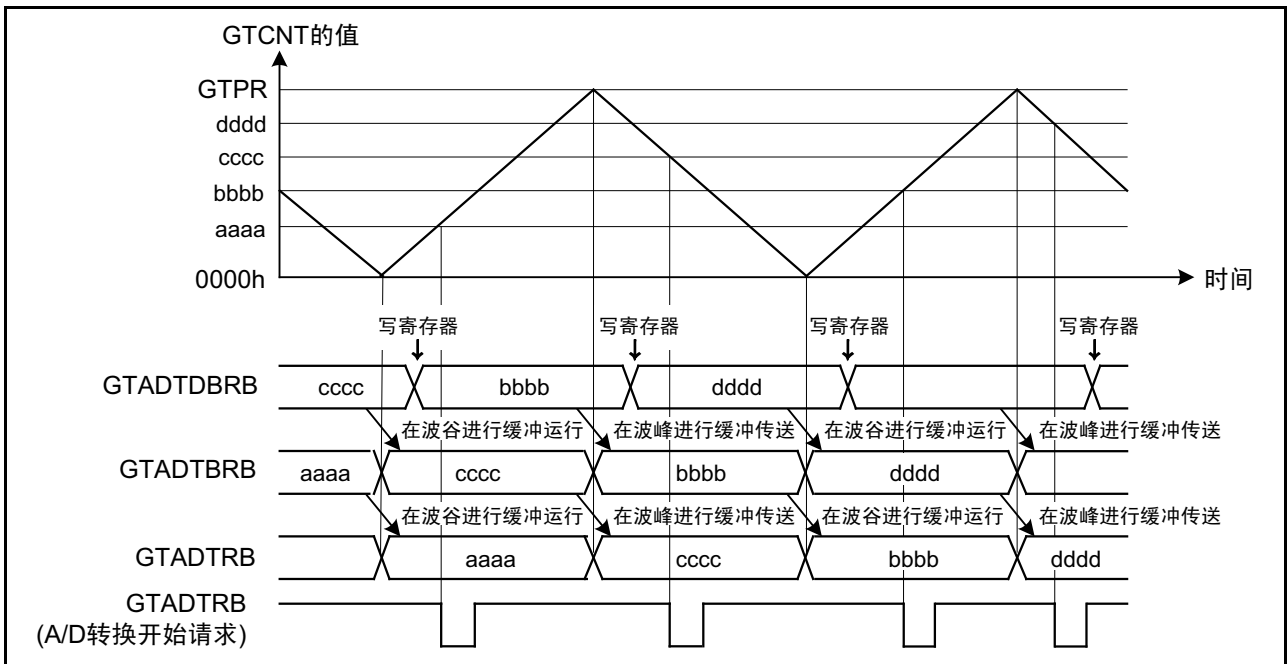 GTCNT的值
GTPR
dddd
cccc
bbbb
aaaa
0000h
时间
写寄存器 写寄存器 写寄存器 写寄存器
GTADTDBRB cccc bbbb dddd
在波谷进行缓冲运行 在波峰进行缓冲传送 在波谷进行缓冲运行 在波峰进行缓冲传送
GTADTBRB aaaa cccc bbbb dddd
在波谷进行缓冲运行 在波峰进行缓冲传送 在波谷进行缓冲运行 在波峰进行缓冲传送
GTADTRB aaaa cccc bbbb dddd
GTADTRB
(A/D转换开始请求)